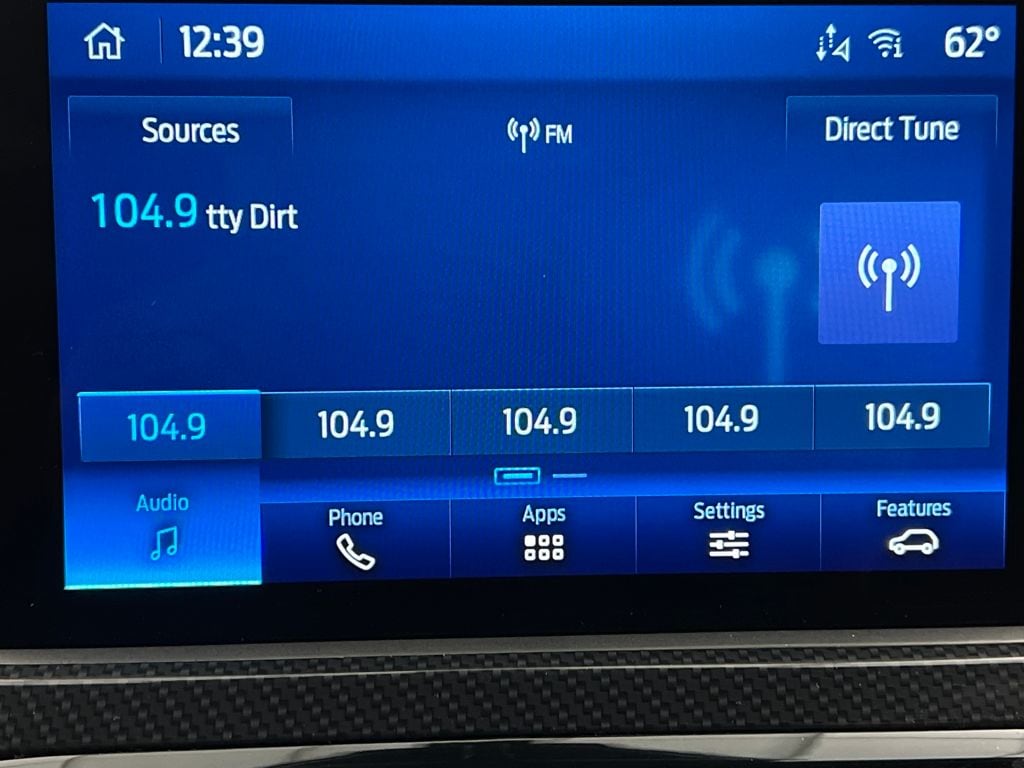 12:39 62°
Sources FM Direct Tune
104.9 tty Dirt
104.9 104.9 104.9 104.9 104.9
Audio Phone Apps Settings Features